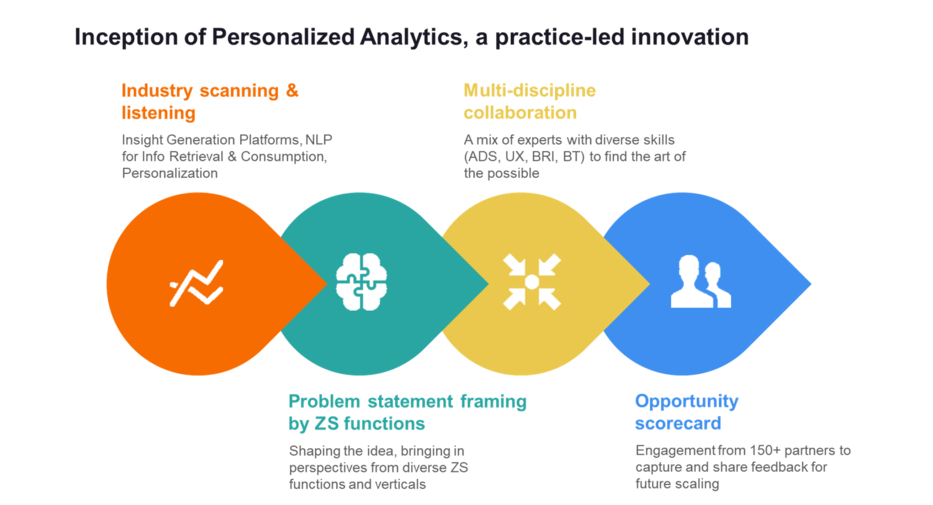 Inception of Personalized Analytics, a practice-led innovation
Industry scanning &
listening
Insight Generation Platforms, NLP
for Info Retrieval & Consumption,
Personalization
Multi-discipline
collaboration
A mix of experts with diverse skills
(ADS, UX, BRI, BT) to find the art of
the possible
Problem statement framing
by ZS functions
Shaping the idea, bringing in
perspectives from diverse ZS
functions and verticals
Opportunity
scorecard
Engagement from 150+ partners to
capture and share feedback for
future scaling